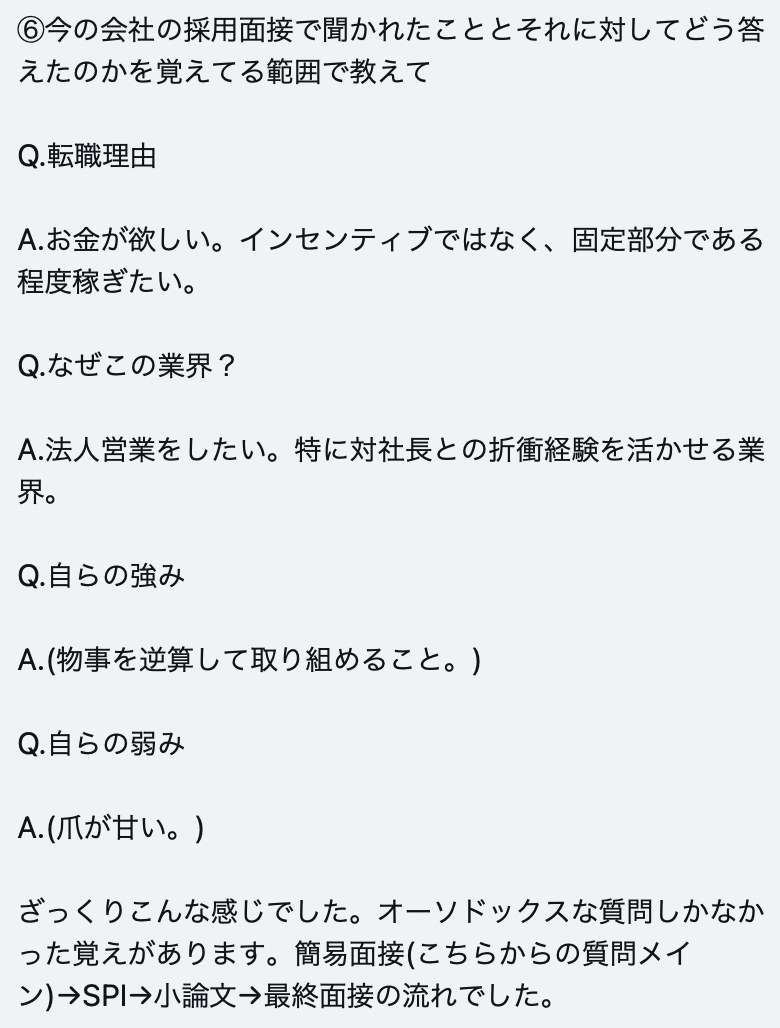 ⑥今の会社の採用面接で聞かれたこととそれに対してどう答
えたのかを覚えてる範囲で教えて
Q.転職理由
A.お金が欲しい。インセンティブではなく、固定部分である
程度稼ぎたい。
Q.なぜこの業界？
A.法人営業をしたい。特に対社長との折衝経験を活かせる業
界。
Q.自らの強み
A.(物事を逆算して取り組めること。)
Q.自らの弱み
A.(爪が甘い。)
ざっくりこんな感じでした。オーソドックスな質問しかなか
った覚えがあります。簡易面接(こちらからの質問メイ
ン)→SPI→小論文→最終面接の流れでした。